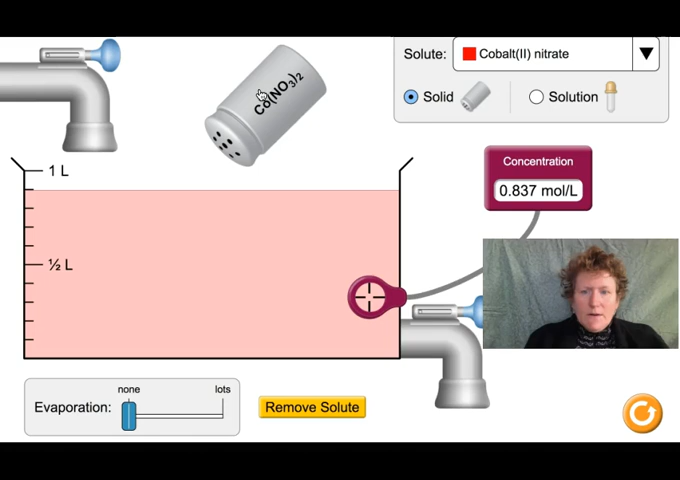 Solute: Cobalt(II) nitrate
Solid Solution
Co(NO₃)₂
1 L
Concentration
0.837 mol/L
½ L
none lots
Evaporation:
Remove Solute